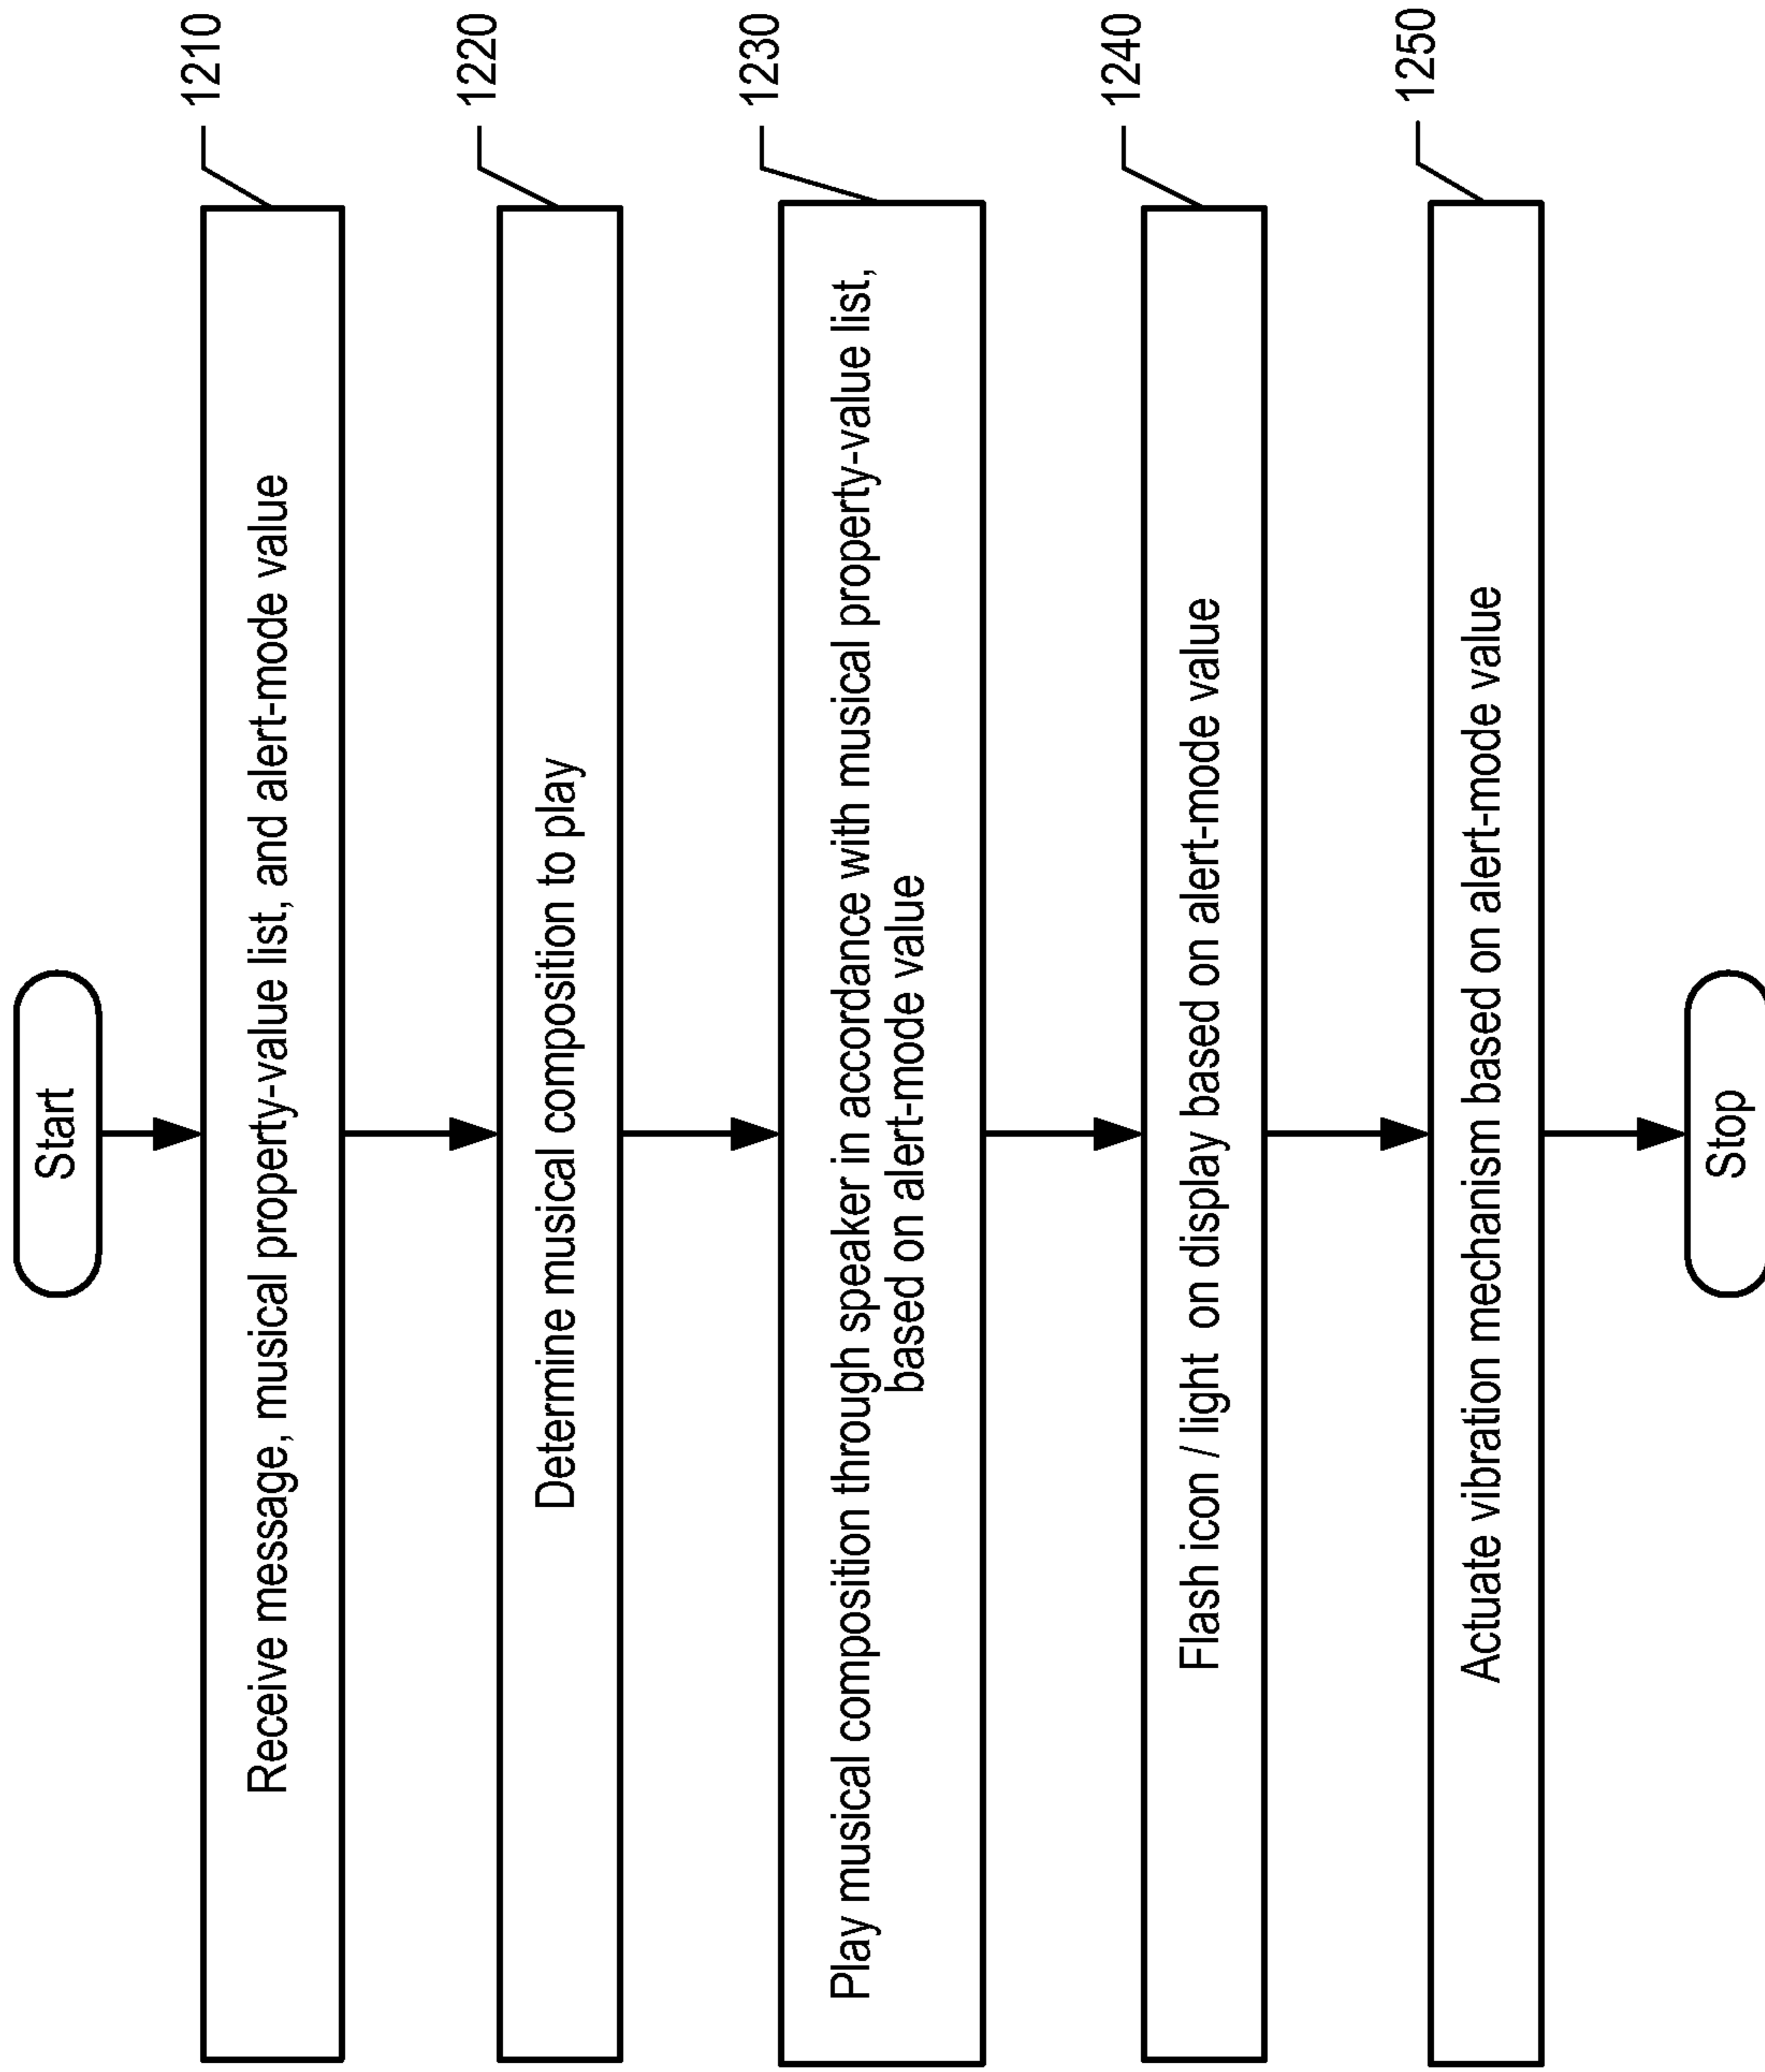 Start
1210
Receive message, musical property-value list, and alert-mode value
1220
Determine musical composition to play
1230
Play musical composition through speaker in accordance with musical property-value list,
based on alert-mode value
1240
Flash icon / light on display based on alert-mode value
1250
Actuate vibration mechanism based on alert-mode value
Stop